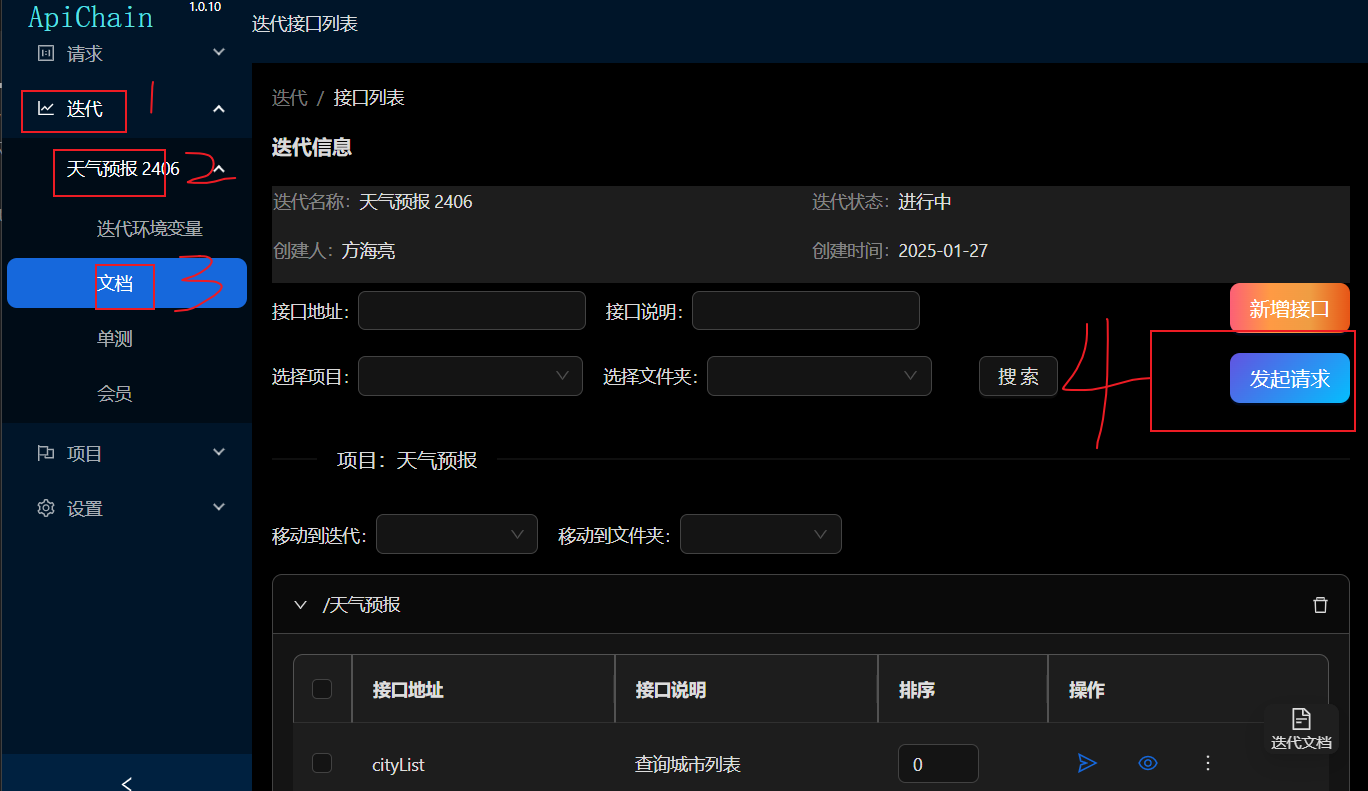 ApiChain 1.0.10
请求
迭代 1
天气预报 2406 2
迭代环境变量
文档 3
单测
会员
项目
设置
迭代接口列表
迭代 / 接口列表
迭代信息
迭代名称: 天气预报 2406 迭代状态: 进行中
创建人: 方海亮 创建时间: 2025-01-27
接口地址: 接口说明: 新增接口
选择项目: 选择文件夹: 搜 索 4 发起请求
项目：天气预报
移动到迭代: 移动到文件夹:
/天气预报
接口地址 接口说明 排序 操作
cityList 查询城市列表 0
迭代文档